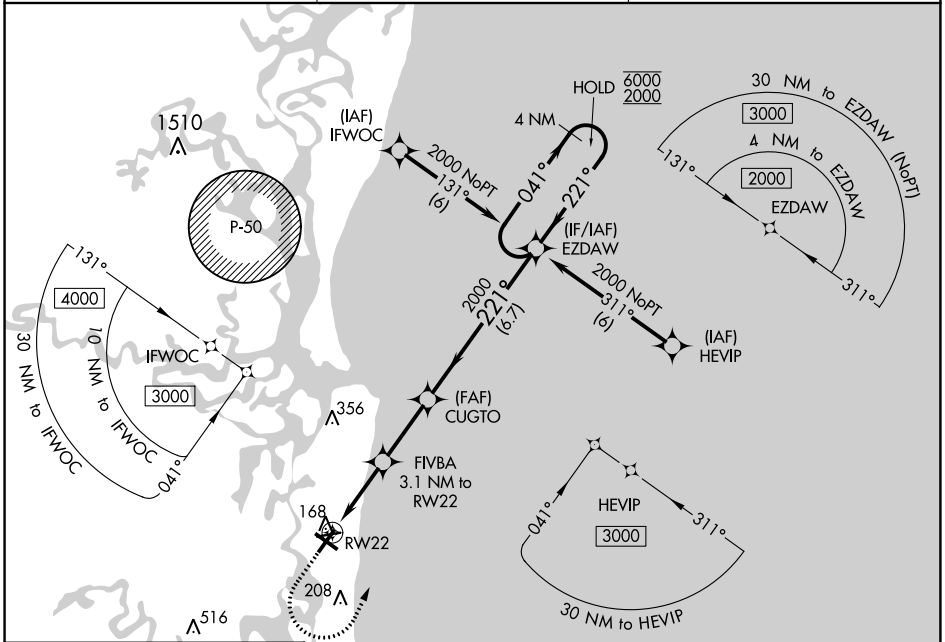 1510
P-50
(IAF)
IFWOC
2000 NoPT
131°
(6)
4 NM
HOLD
6000
2000
041°
221°
(IF/IAF)
EZDAW
2000 NoPT
311°
(6)
(IAF)
HEVIP
2000
221°
(6.7)
(FAF)
CUGTO
FIVBA
3.1 NM to
RW22
RW22
356
168
208
516
30 NM to EZDAW (NoPT)
3000
4 NM to EZDAW
2000
131°
EZDAW
311°
131°
4000
10 NM to IFWOC
30 NM to IFWOC
IFWOC
3000
041°
041°
HEVIP
3000
311°
30 NM to HEVIP